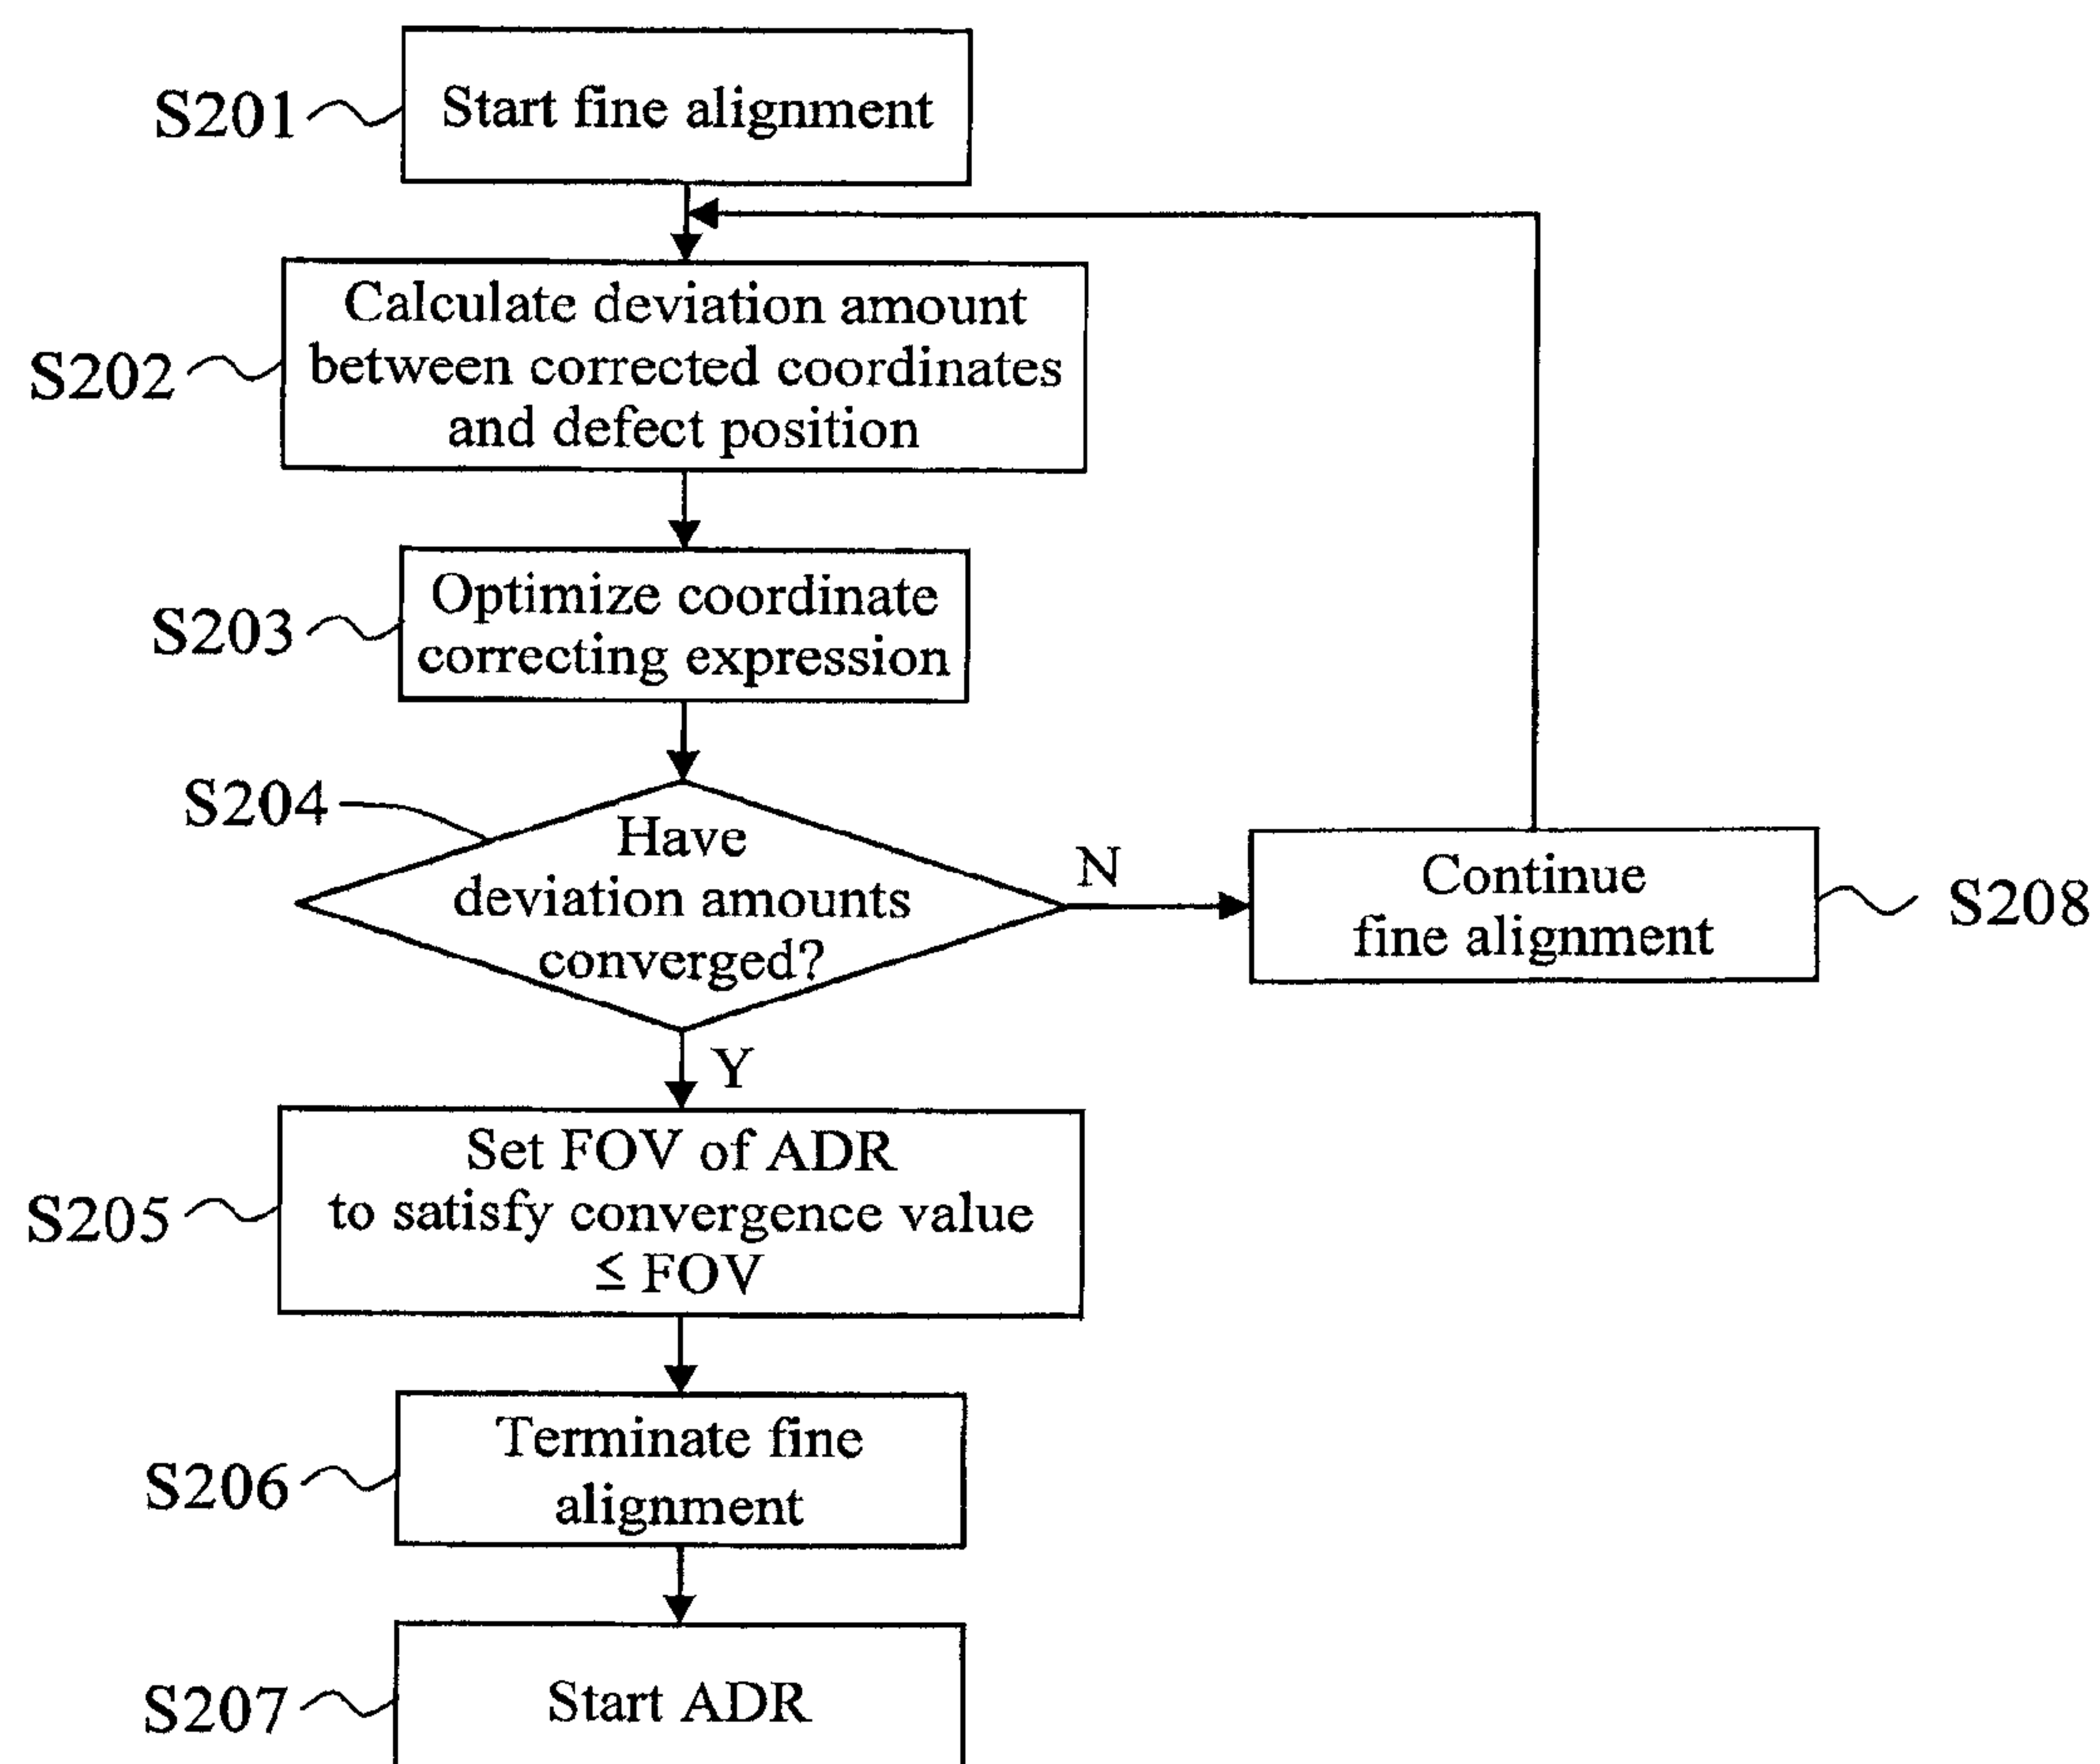 S201
Start fine alignment
S202
Calculate deviation amount
between corrected coordinates
and defect position
S203
Optimize coordinate
correcting expression
S204
Have
deviation amounts
converged?
N
Continue
fine alignment
S208
Y
S205
Set FOV of ADR
to satisfy convergence value
≤ FOV
S206
Terminate fine
alignment
S207
Start ADR